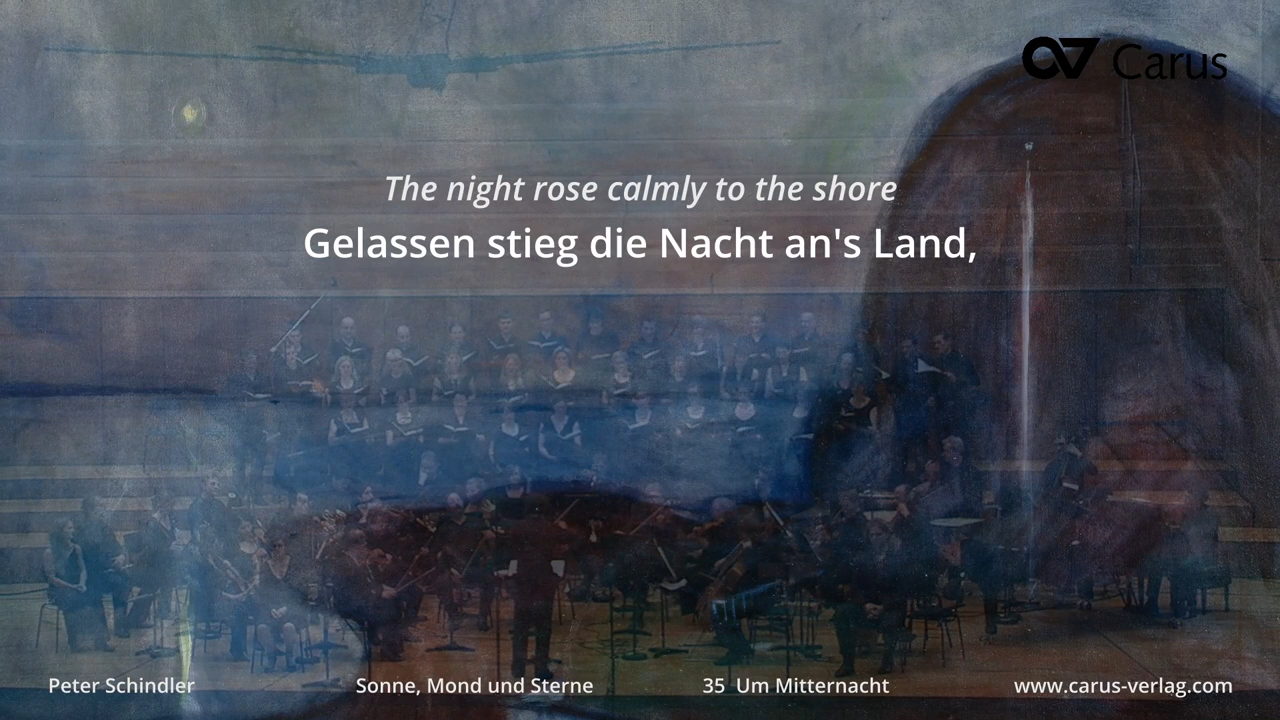 Carus
The night rose calmly to the shore
Gelassen stieg die Nacht an's Land,
Peter Schindler
Sonne, Mond und Sterne
35 Um Mitternacht
www.carus-verlag.com